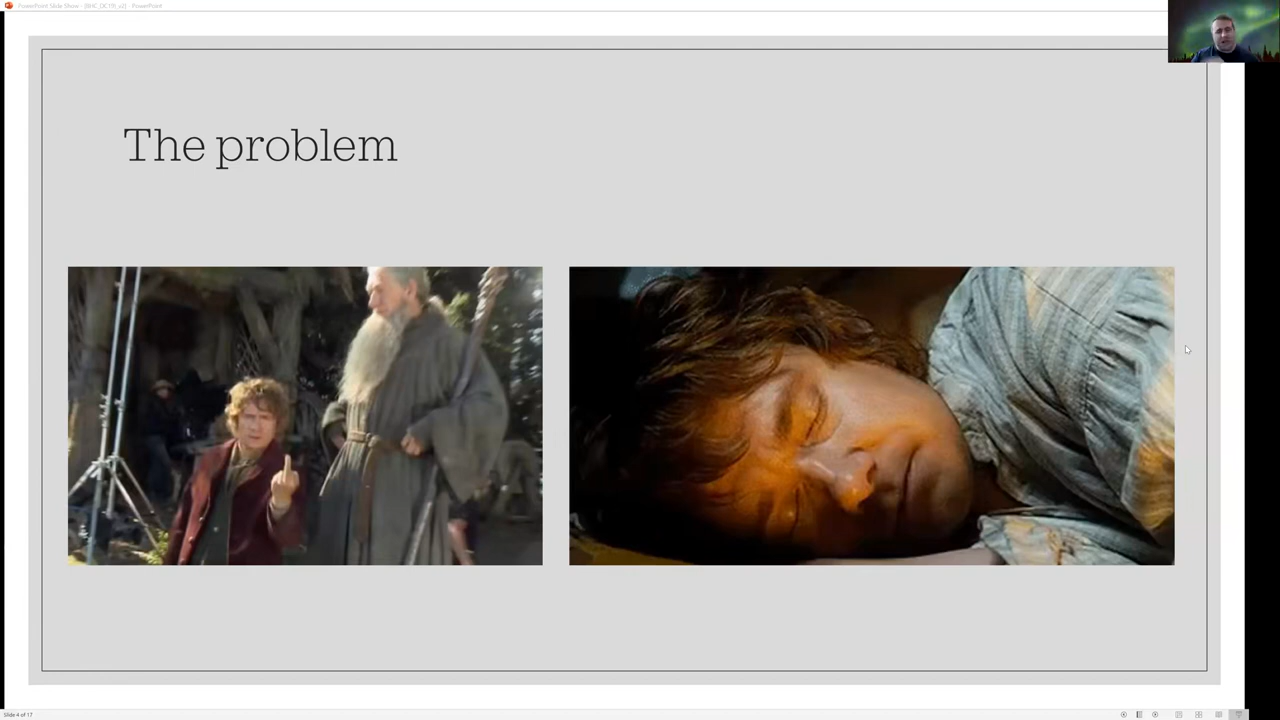 PowerPoint Slide Show - [BHC_DC19_v2] - PowerPoint
The problem
Slide 4 of 17